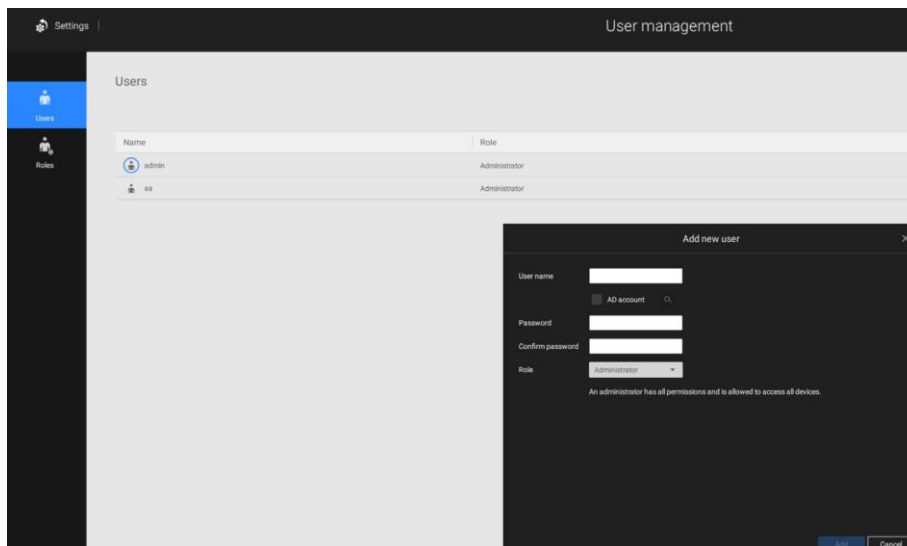 Settings
User management
Users
Users
Roles
Name Role
admin Administrator
aa Administrator
Add new user
User name
AD account
Password
Confirm password
Role Administrator
An administrator has all permissions and is allowed to access all devices.
Add Cancel